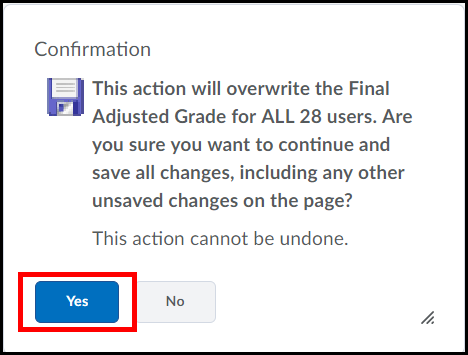 Confirmation
This action will overwrite the Final
Adjusted Grade for ALL 28 users. Are
you sure you want to continue and
save all changes, including any other
unsaved changes on the page?
This action cannot be undone.
Yes No